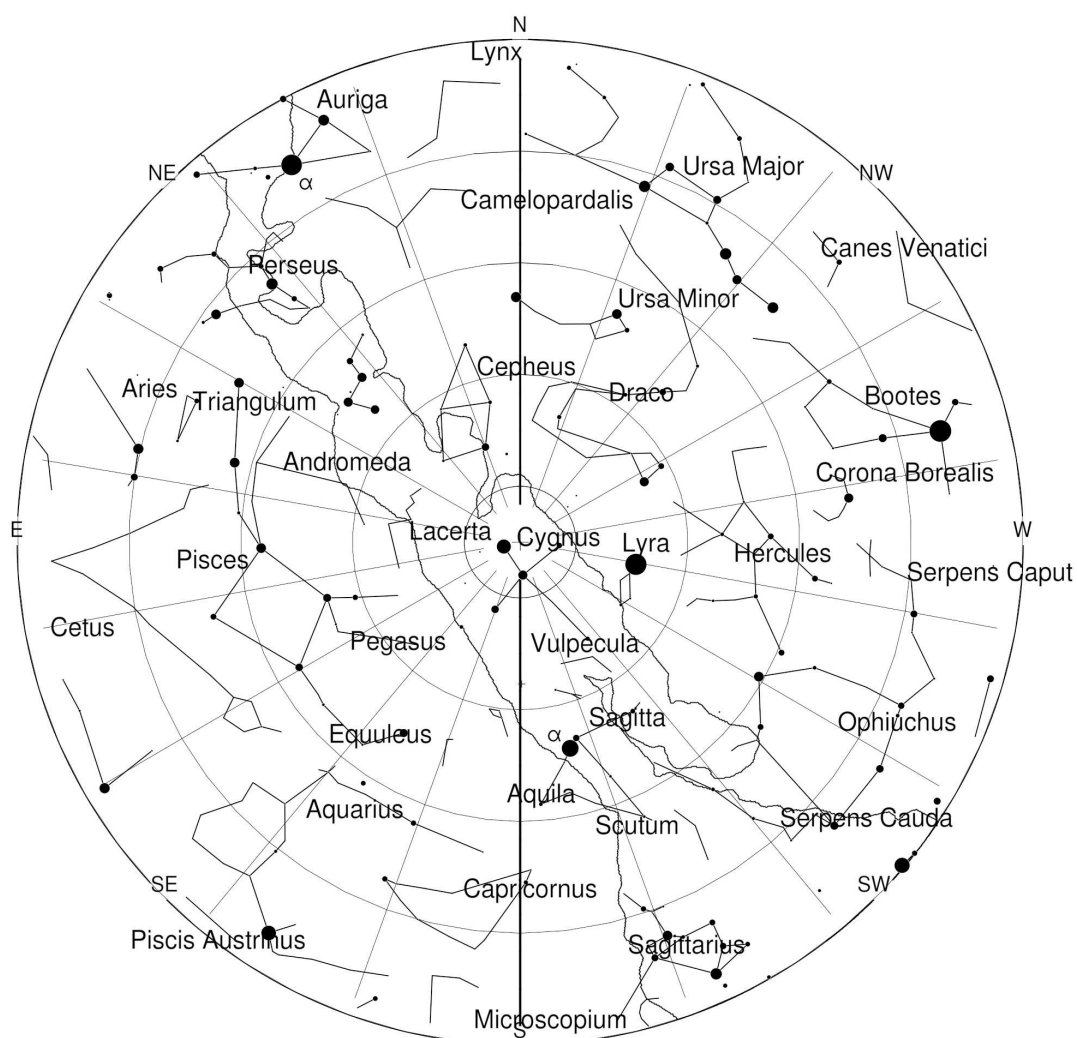 N
Lynx
Auriga
NE
α
Ursa Major
NW
Camelopardalis
Canes Venatici
Perseus
Ursa Minor
Cepheus
Aries
Triangulum
Draco
Bootes
Andromeda
Corona Borealis
E
Lacerta
Cygnus
Lyra
W
Pisces
Hercules
Serpens Caput
Cetus
Pegasus
Vulpecula
Sagitta
Ophiuchus
Equuleus
α
Aquarius
Aquila
Scutum
Serpens Cauda
SE
Capricornus
SW
Piscis Austrinus
Sagittarius
Microscopium
S